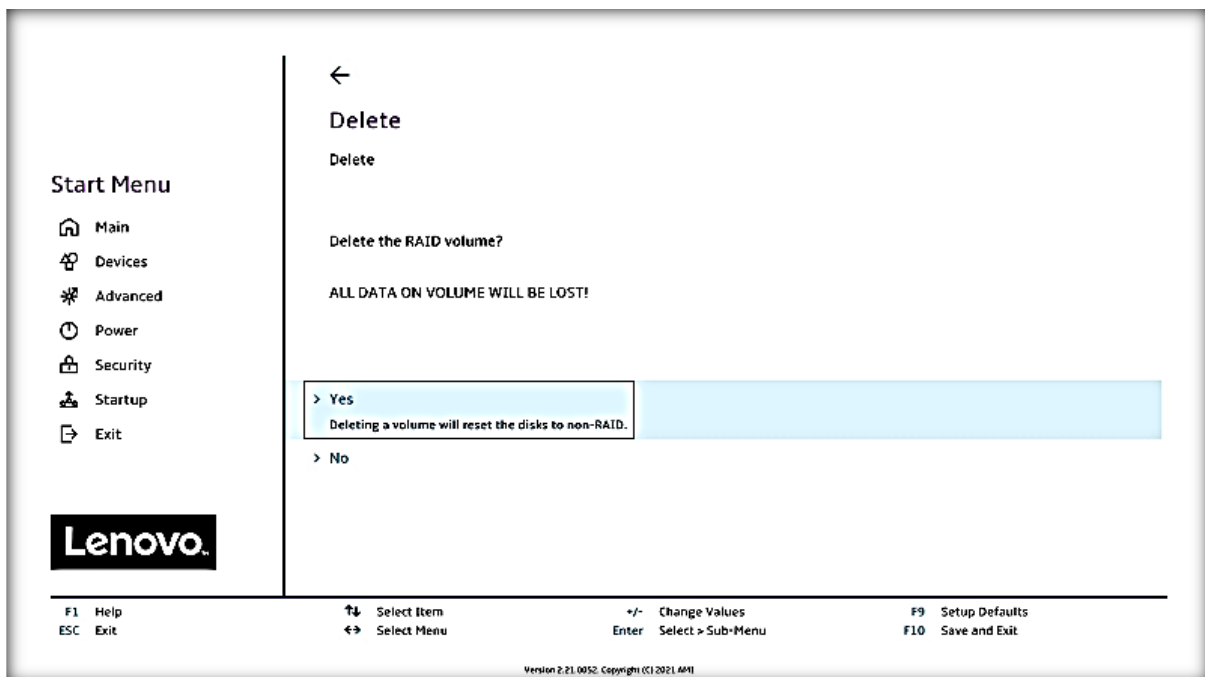 Start Menu
Main
Devices
Advanced
Power
Security
Startup
Exit
Lenovo
Delete
Delete
Delete the RAID volume?
ALL DATA ON VOLUME WILL BE LOST!
> Yes
Deleting a volume will reset the disks to non-RAID.
> No
F1 Help
ESC Exit
↑↓ Select Item
↔ Select Menu
+/- Change Values
Enter Select > Sub-Menu
F9 Setup Defaults
F10 Save and Exit
Version 2.21.0052. Copyright (C) 2021 AMI